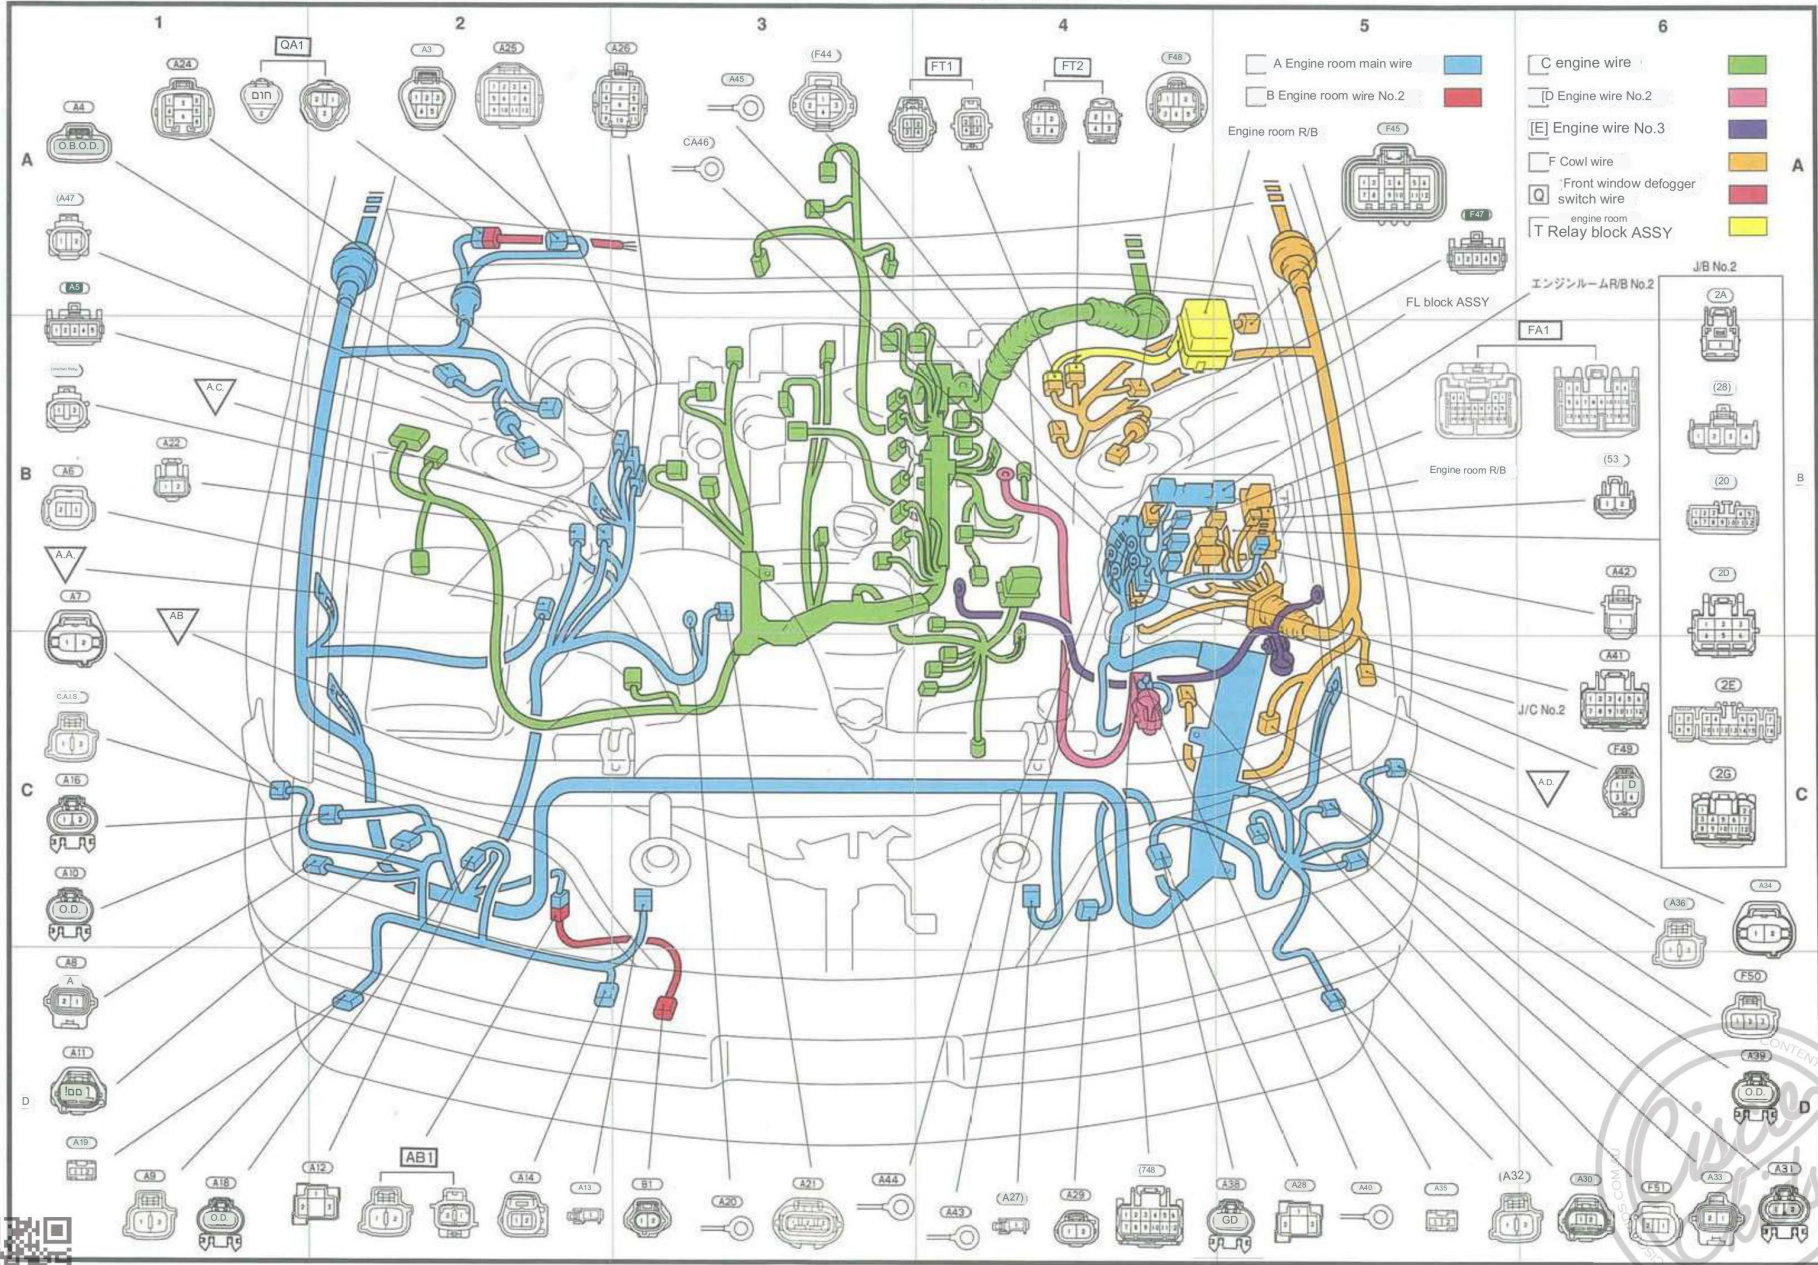 1 2 3 4 5 6
A24
QA1
A3
A25
A26
A45
(F44
FT1
FT2
F48
A Engine room main wire
B Engine room wire No.2
C engine wire
[D Engine wire No.2
[E] Engine wire No.3
F Cowl wire
Q 'Front window defogger
switch wire
engine room
T Relay block ASSY
A4
O.B.O.D.
חום
CA46)
Engine room R/B
F45
F47
A
A
(A47
A5
エンジンルームR/B No.2
J/B No.2
2A
FL block ASSY
FA1
A.C.
(28)
A22
B
A6
Engine room R/B
(53
(20
B
A.A.
A7
AB
A42
2D
A41
J/C No.2
2E
C.A.I.S.
A16
C
F49
D
A.D.
2G
C
A10
O.D.
A36
A34
A8
A
F50
A11
!סם1
A39
O.D.
D
D
A19
A9
A18
O.D.
A12
AB1
A14
A13
B1
A20
A21
A44
A43
A27)
A29
(748
A38
GD
A28
A40
A35
(A32)
A30
F51
A33
A31